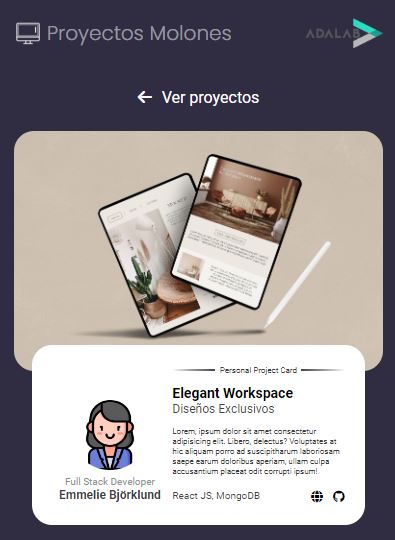 Proyectos Molones
ADALAB
Ver proyectos
Personal Project Card
Elegant Workspace
Diseños Exclusivos
Lorem, ipsum dolor sit amet consectetur
adipisicing elit. Libero, delectus? Voluptates at
hic aliquam porro ad suscipitharum laboriosam
saepe earum doloribus aperiam, ullam culpa
accusantium placeat odit corrupti ipsum!
Full Stack Developer
Emmelie Björklund
React JS, MongoDB